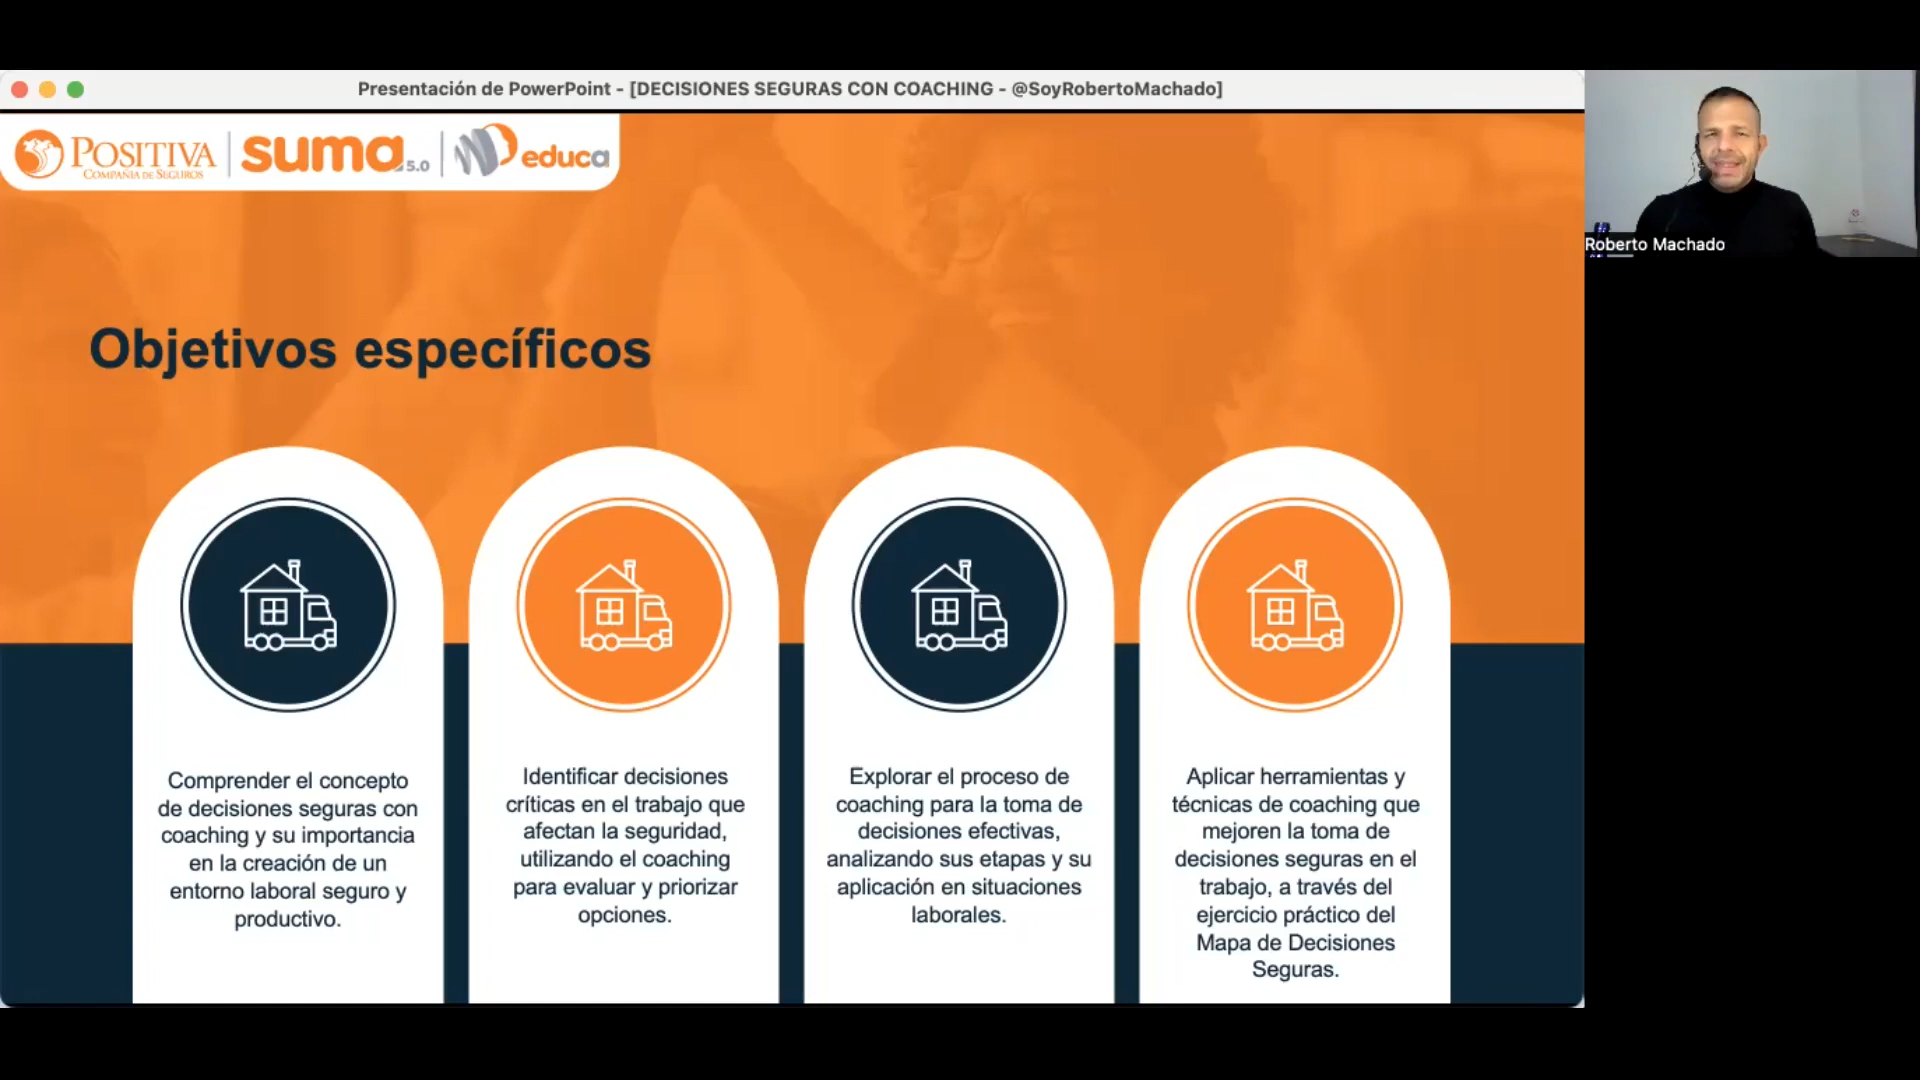 Presentación de PowerPoint - [DECISIONES SEGURAS CON COACHING - @SoyRobertoMachado]
POSITIVA
COMPAÑIA DE SEGUROS
suma 5.0
educa
Roberto Machado
Objetivos específicos
Comprender el concepto
de decisiones seguras con
coaching y su importancia
en la creación de un
entorno laboral seguro y
productivo.
Identificar decisiones
críticas en el trabajo que
afectan la seguridad,
utilizando el coaching
para evaluar y priorizar
opciones.
Explorar el proceso de
coaching para la toma de
decisiones efectivas,
analizando sus etapas y su
aplicación en situaciones
laborales.
Aplicar herramientas y
técnicas de coaching que
mejoren la toma de
decisiones seguras en el
trabajo, a través del
ejercicio práctico del
Mapa de Decisiones
Seguras.